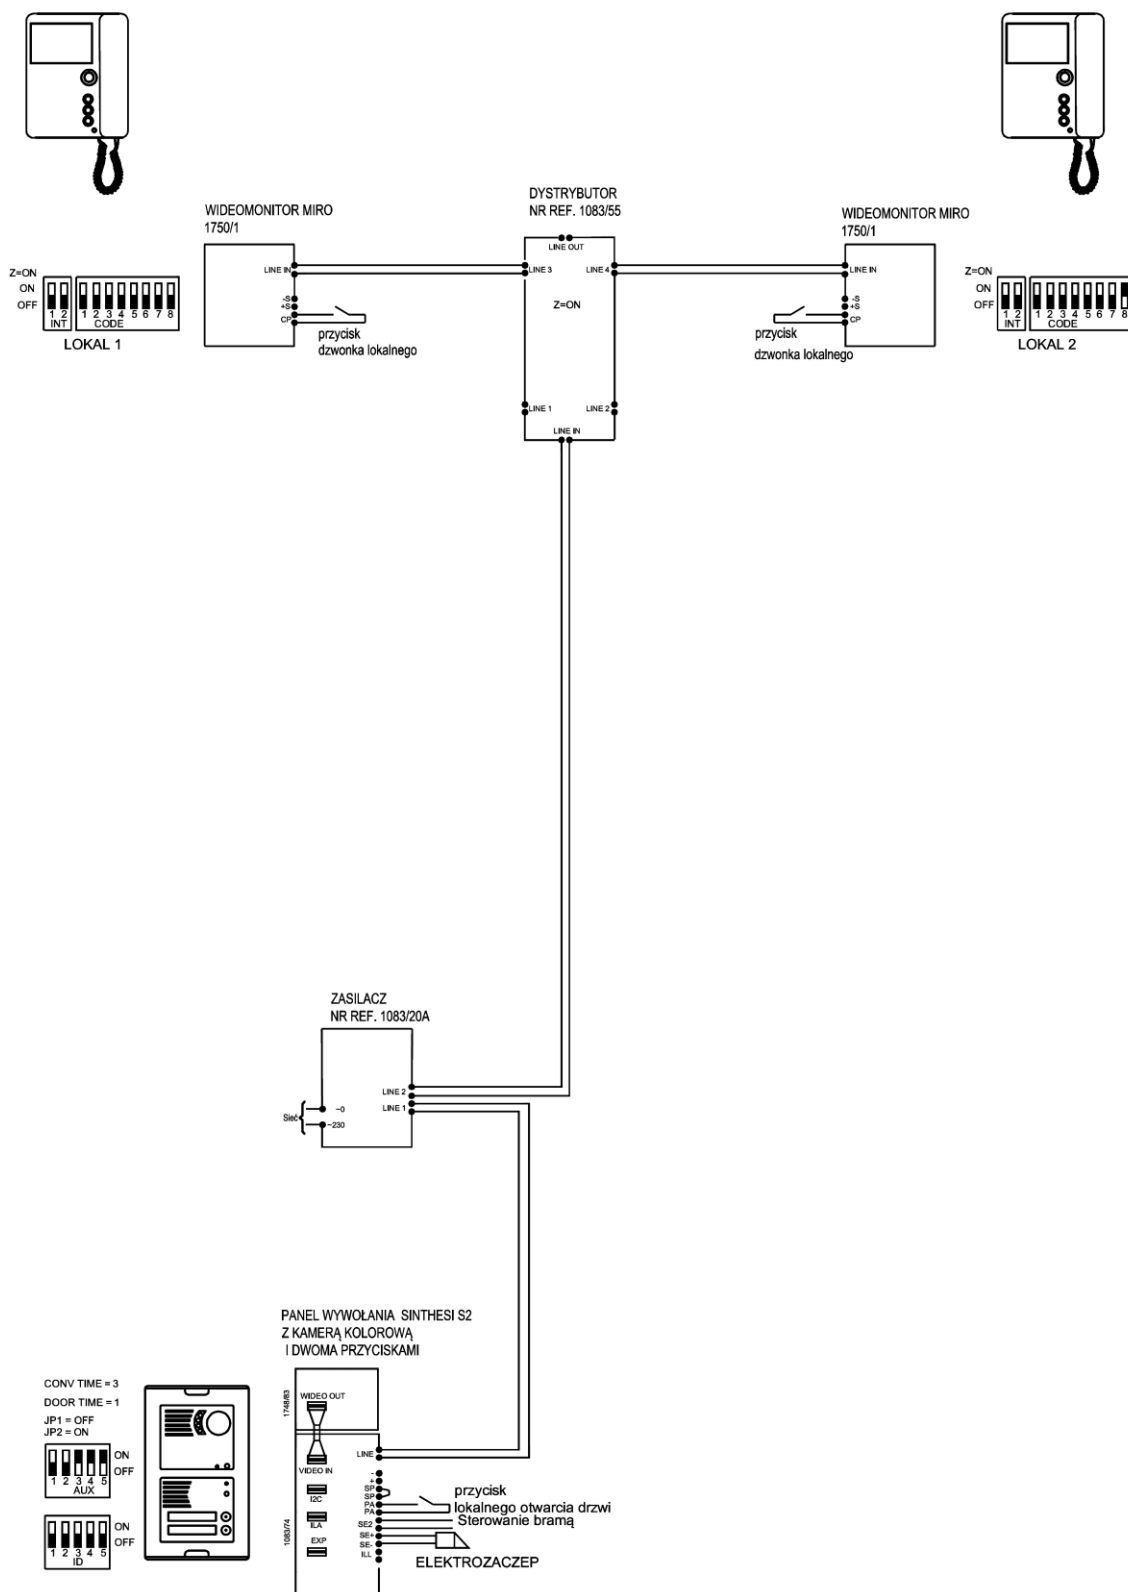 DYSTRYBUTOR
NR REF. 1083/55
WIDEOMONITOR MIRO
1750/1
WIDEOMONITOR MIRO
1750/1
LINE OUT
LINE IN
LINE 3
LINE 4
LINE IN
Z=ON
ON
OFF
1 2
INT
1 2 3 4 5 6 7 8
CODE
LOKAL 1
-S
+S
CP
przycisk
dzwonka lokalnego
Z=ON
-S
+S
CP
przycisk
dzwonka lokalnego
Z=ON
ON
OFF
1 2
INT
1 2 3 4 5 6 7 8
CODE
LOKAL 2
LINE 1
LINE 2
LINE IN
ZASILACZ
NR REF. 1083/20A
LINE 2
LINE 1
Sieć
~0
~230
PANEL WYWOŁANIA SINTHESI S2
Z KAMERĄ KOLOROWĄ
I DWOMA PRZYCISKAMI
CONV TIME = 3
DOOR TIME = 1
JP1 = OFF
JP2 = ON
ON
OFF
1 2 3 4 5
AUX
ON
OFF
1 2 3 4 5
ID
1748/83
WIDEO OUT
VIDEO IN
LINE
I2C
ILA
EXP
1083/74
-
+
SP
SP
PA
PA
SE2
SE+
SE-
ILL
przycisk
lokalnego otwarcia drzwi
Sterowanie bramą
ELEKTROZACZEP